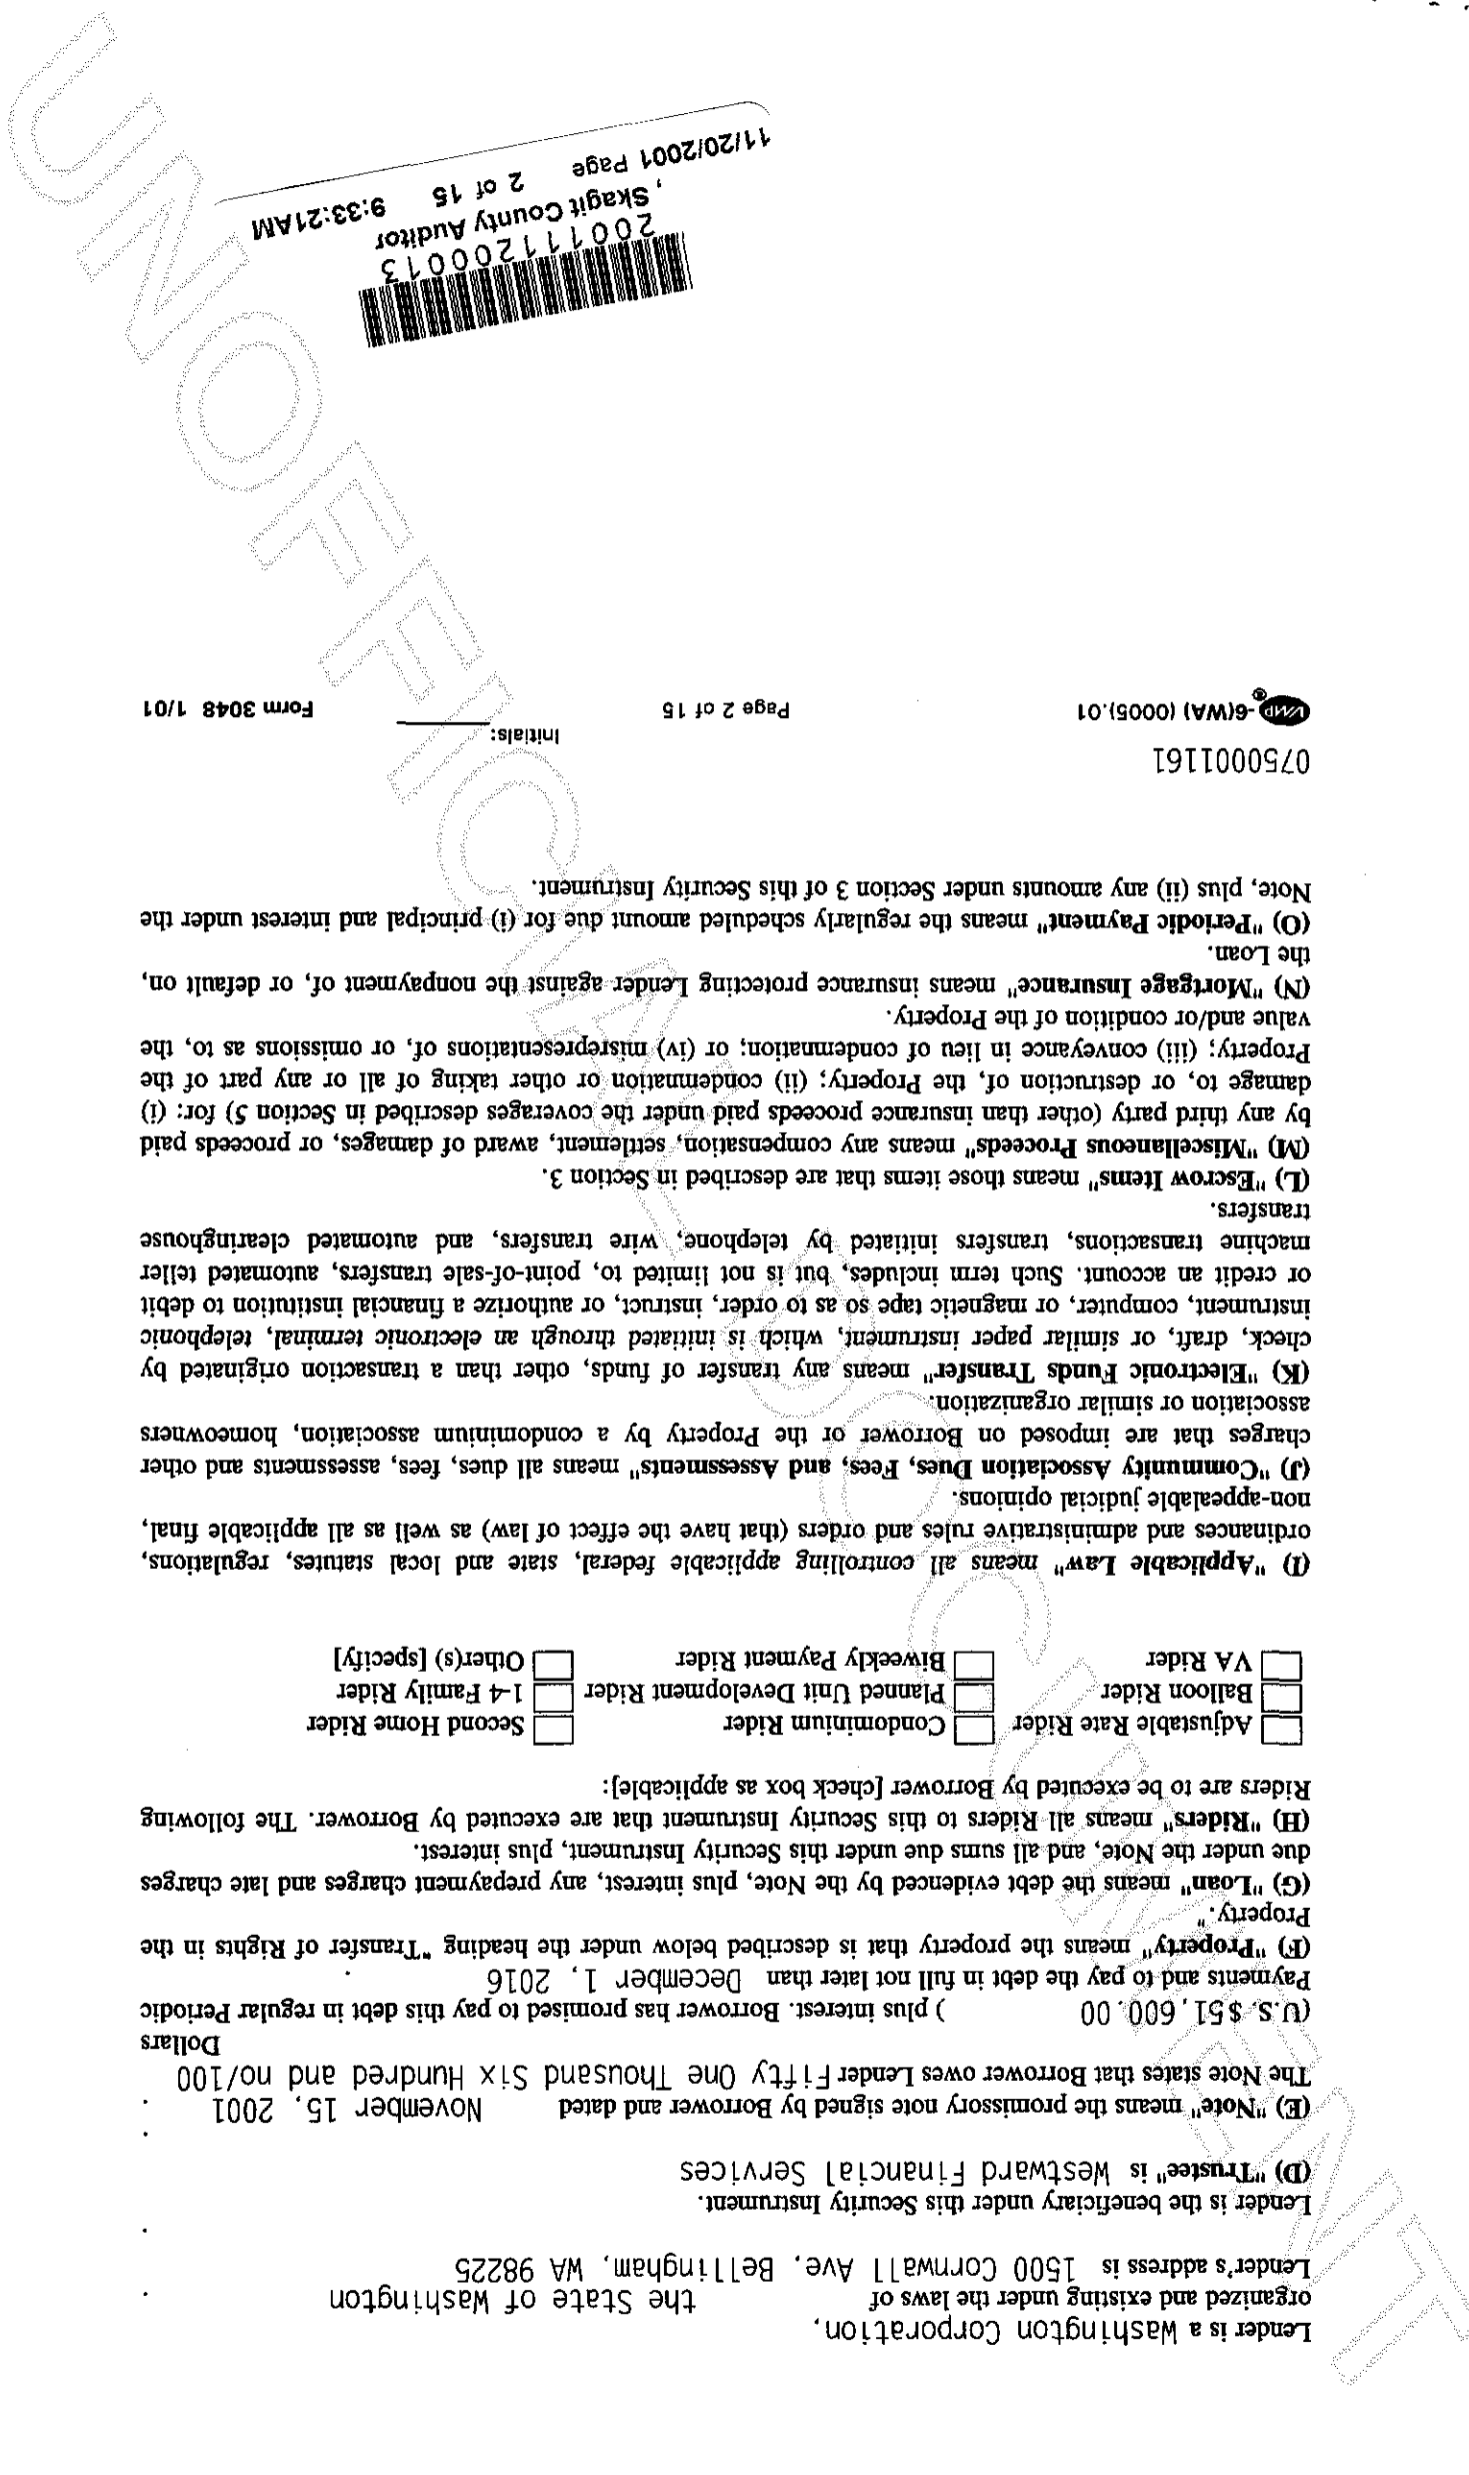 Lender is a Washington Corporation,
organized and existing under the laws of the State of Washington .
Lender's address is 1500 Cornwall Ave, Bellingham, WA 98225
.
Lender is the beneficiary under this Security Instrument.
(D) "Trustee" is Westward Financial Services
.
(E) "Note" means the promissory note signed by Borrower and dated November 15, 2001 .
The Note states that Borrower owes Lender Fifty One Thousand Six Hundred and no/100
Dollars
(U.S. $51,600.00 ) plus interest. Borrower has promised to pay this debt in regular Periodic
Payments and to pay the debt in full not later than December 1, 2016 .
(F) "Property" means the property that is described below under the heading "Transfer of Rights in the
Property."
(G) "Loan" means the debt evidenced by the Note, plus interest, any prepayment charges and late charges
due under the Note, and all sums due under this Security Instrument, plus interest.
(H) "Riders" means all Riders to this Security Instrument that are executed by Borrower. The following
Riders are to be executed by Borrower [check box as applicable]:
Adjustable Rate Rider Condominium Rider Second Home Rider
Balloon Rider Planned Unit Development Rider 1-4 Family Rider
VA Rider Biweekly Payment Rider Other(s) [specify]
(I) "Applicable Law" means all controlling applicable federal, state and local statutes, regulations,
ordinances and administrative rules and orders (that have the effect of law) as well as all applicable final,
non-appealable judicial opinions.
(J) "Community Association Dues, Fees, and Assessments" means all dues, fees, assessments and other
charges that are imposed on Borrower or the Property by a condominium association, homeowners
association or similar organization.
(K) "Electronic Funds Transfer" means any transfer of funds, other than a transaction originated by
check, draft, or similar paper instrument, which is initiated through an electronic terminal, telephonic
instrument, computer, or magnetic tape so as to order, instruct, or authorize a financial institution to debit
or credit an account. Such term includes, but is not limited to, point-of-sale transfers, automated teller
machine transactions, transfers initiated by telephone, wire transfers, and automated clearinghouse
transfers.
(L) "Escrow Items" means those items that are described in Section 3.
(M) "Miscellaneous Proceeds" means any compensation, settlement, award of damages, or proceeds paid
by any third party (other than insurance proceeds paid under the coverages described in Section 5) for: (i)
damage to, or destruction of, the Property; (ii) condemnation or other taking of all or any part of the
Property; (iii) conveyance in lieu of condemnation; or (iv) misrepresentations of, or omissions as to, the
value and/or condition of the Property.
(N) "Mortgage Insurance" means insurance protecting Lender against the nonpayment of, or default on,
the Loan.
(O) "Periodic Payment" means the regularly scheduled amount due for (i) principal and interest under the
Note, plus (ii) any amounts under Section 3 of this Security Instrument.
0750001161
Initials:
VMP®-6(WA) (0005).01 Page 2 of 15 Form 3048 1/01
200111200013
, Skagit County Auditor
11/20/2001 Page 2 of 15 9:33:21AM
UNOFFICIAL DOCUMENT